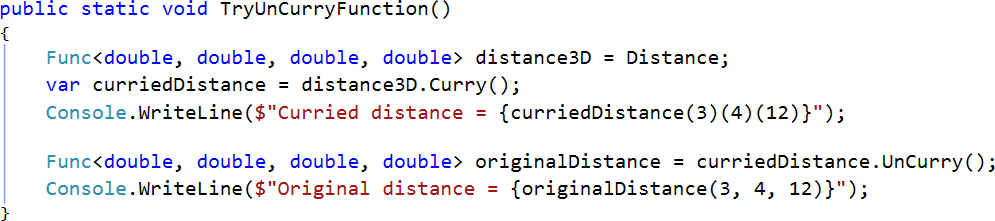 public static void TryUnCurryFunction()
{
    Func<double, double, double, double> distance3D = Distance;
    var curriedDistance = distance3D.Curry();
    Console.WriteLine($"Curried distance = {curriedDistance(3)(4)(12)}");

    Func<double, double, double, double> originalDistance = curriedDistance.UnCurry();
    Console.WriteLine($"Original distance = {originalDistance(3, 4, 12)}");
}